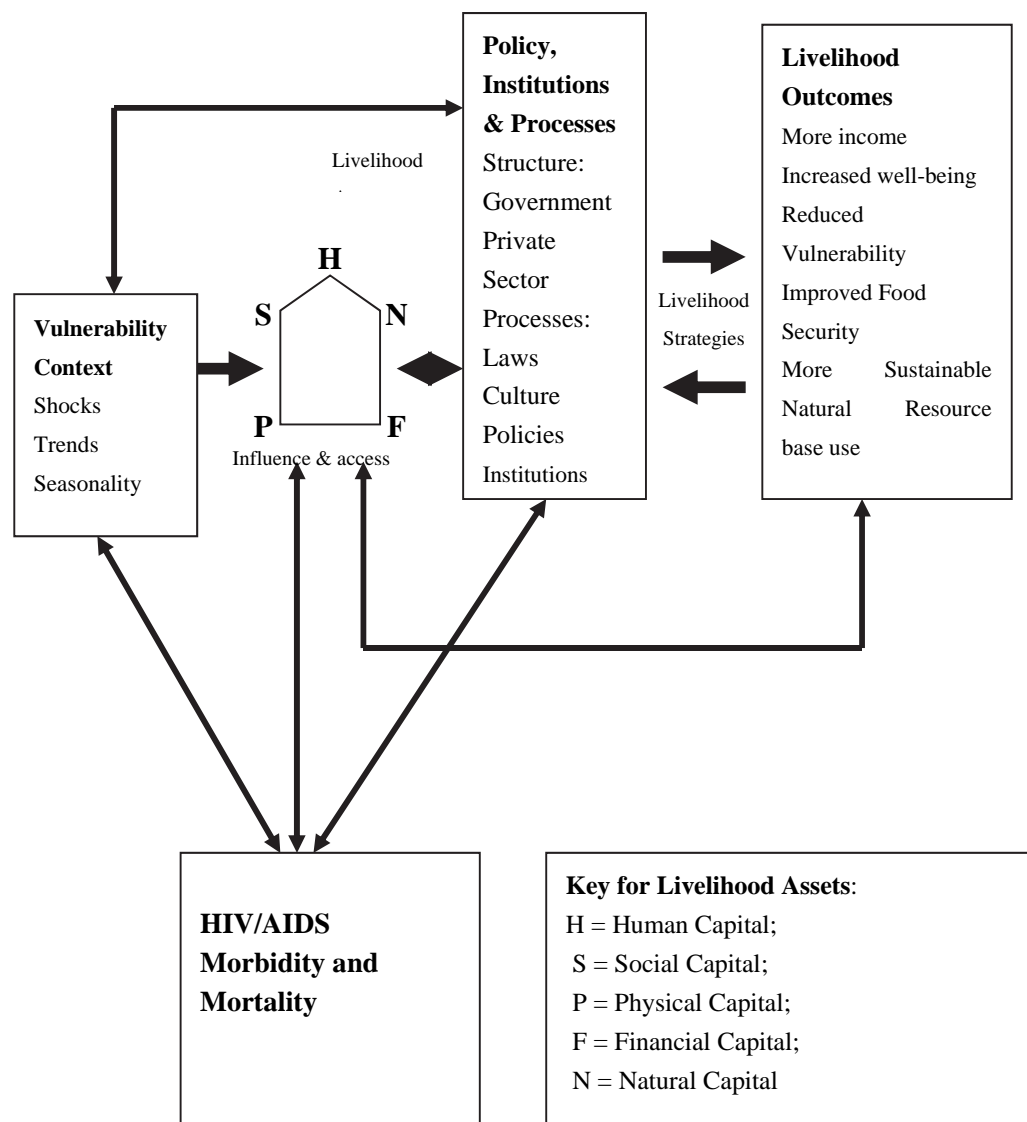 Policy,
Institutions
& Processes
Structure:
Government
Private
Sector
Processes:
Laws
Culture
Policies
Institutions
Livelihood
Outcomes
More income
Increased well-being
Reduced
Vulnerability
Improved Food
Security
More Sustainable
Natural Resource
base use
Livelihood
H
S
N
P
F
Influence & access
Vulnerability
Context
Shocks
Trends
Seasonality
Livelihood
Strategies
HIV/AIDS
Morbidity and
Mortality
Key for Livelihood Assets:
H = Human Capital;
S = Social Capital;
P = Physical Capital;
F = Financial Capital;
N = Natural Capital